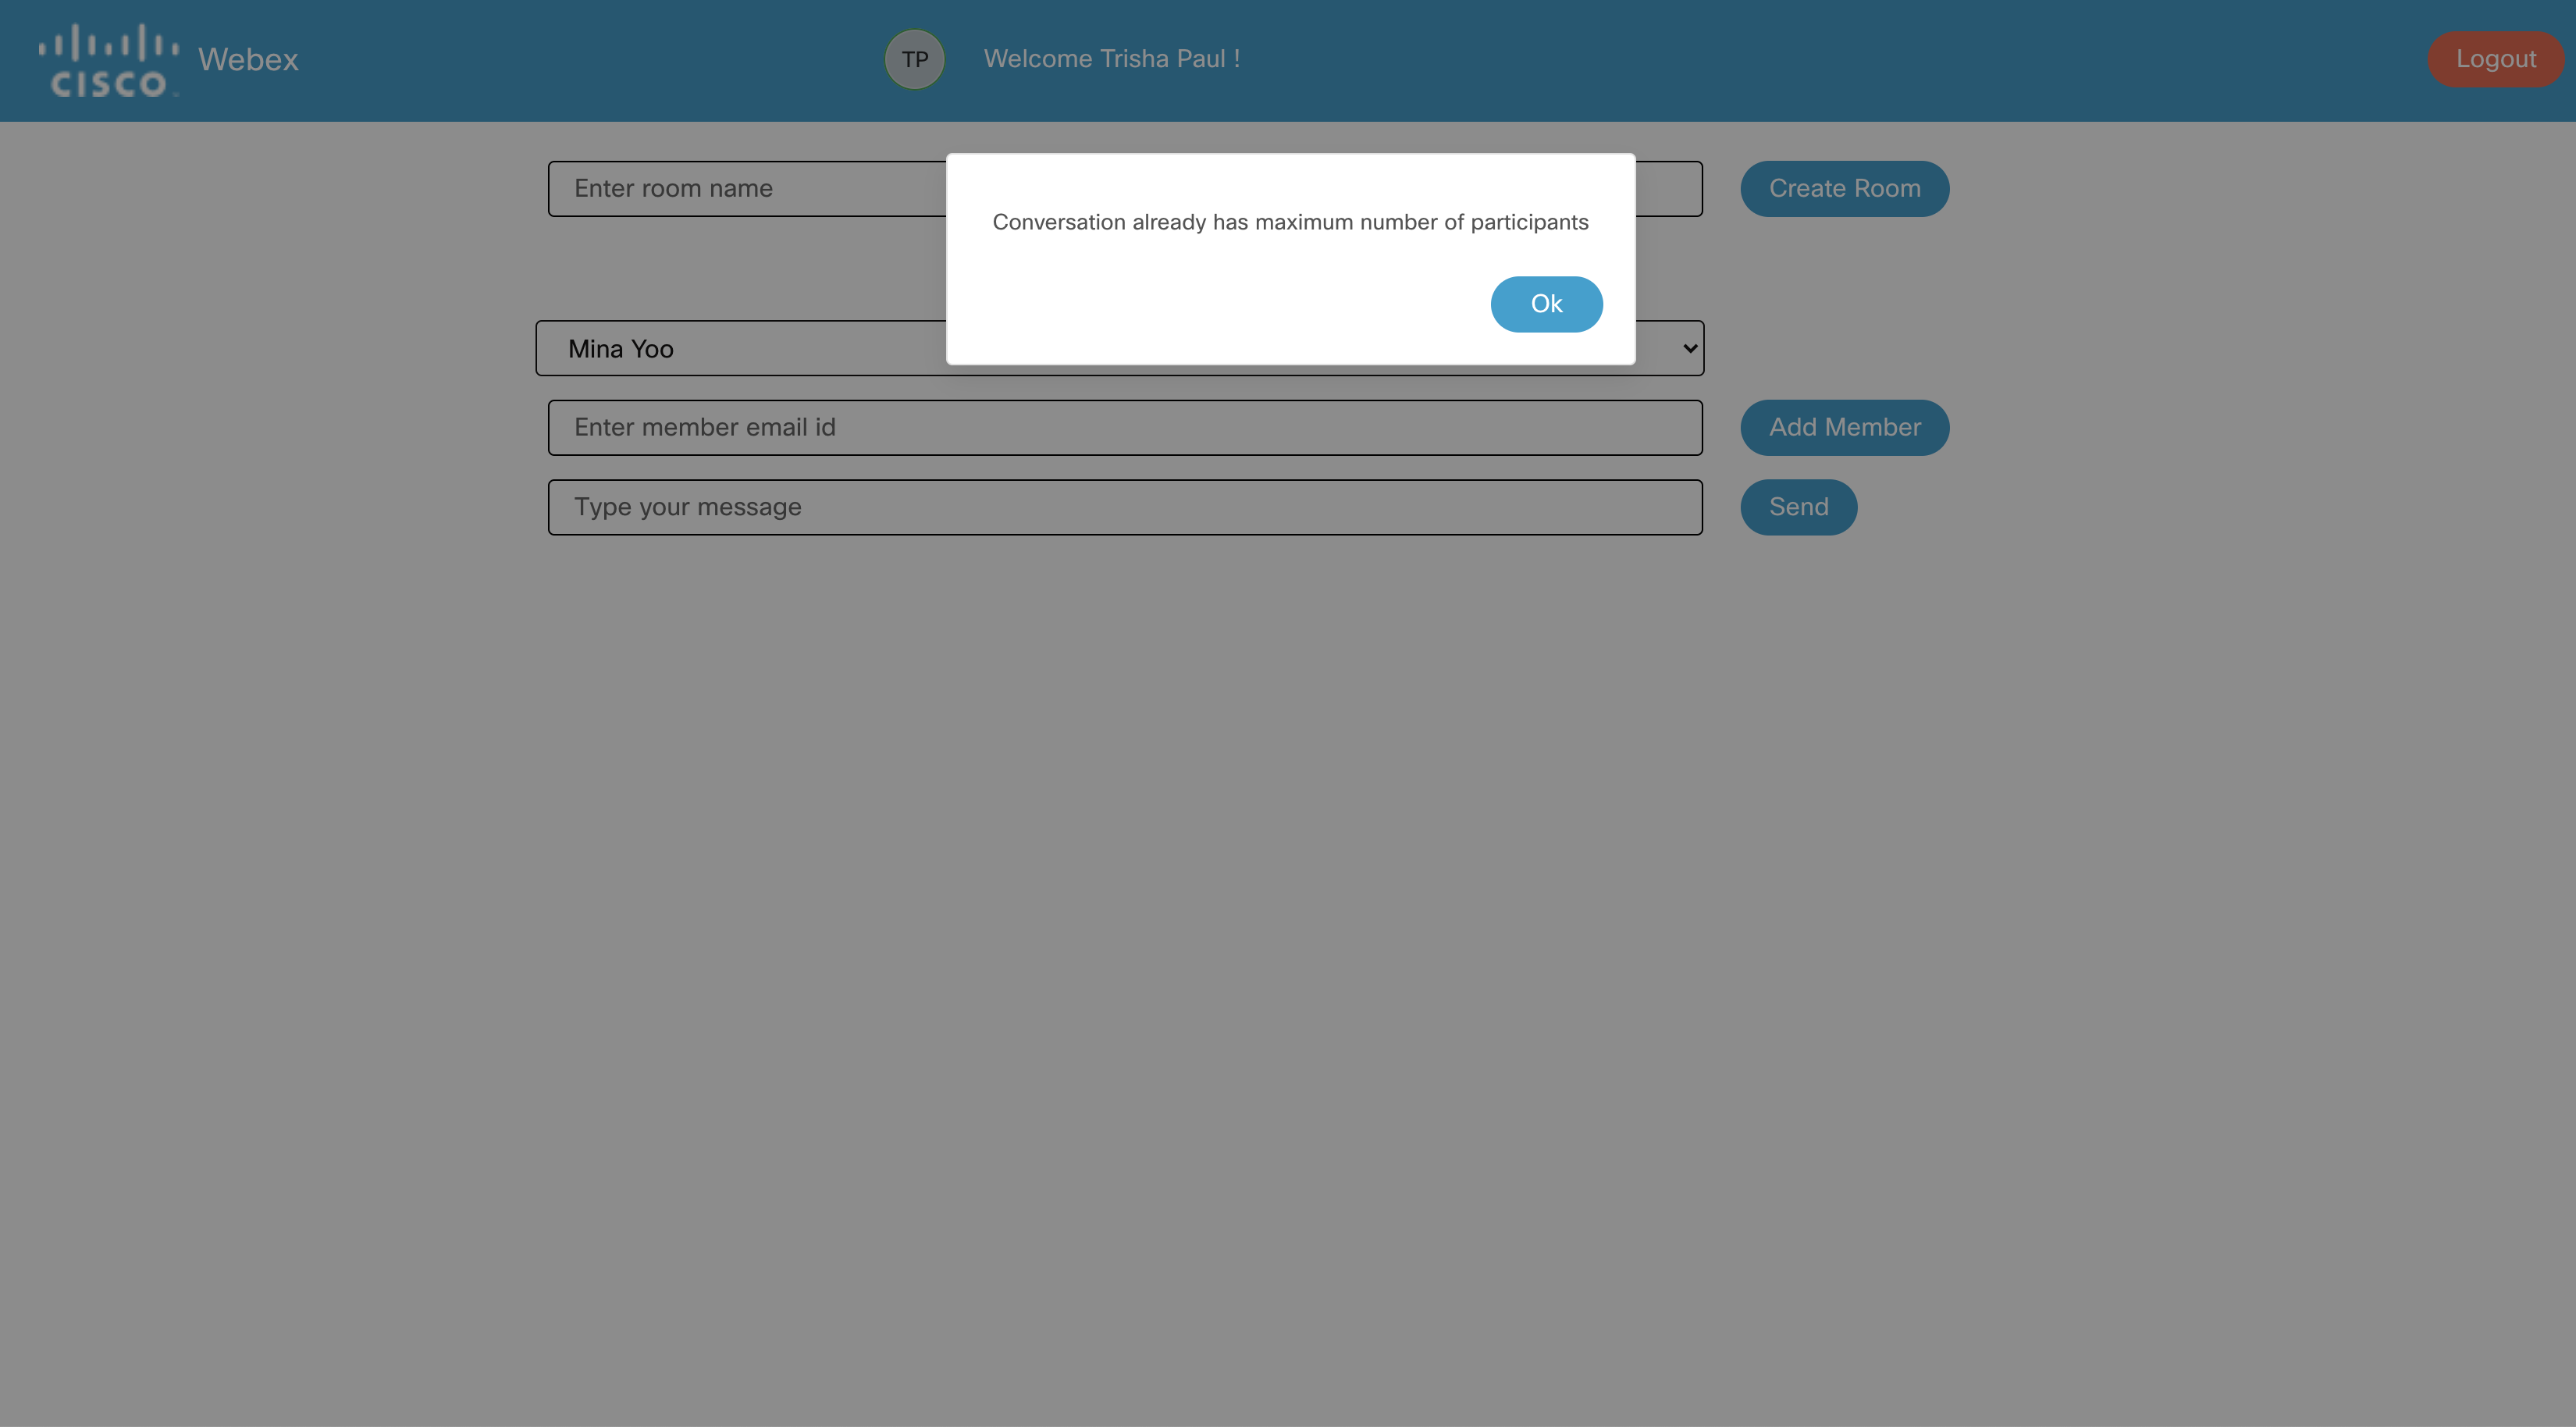 CISCO
Webex
TP
Welcome Trisha Paul !
Logout
Enter room name
Create Room
Conversation already has maximum number of participants
Ok
Mina Yoo
Enter member email id
Add Member
Type your message
Send